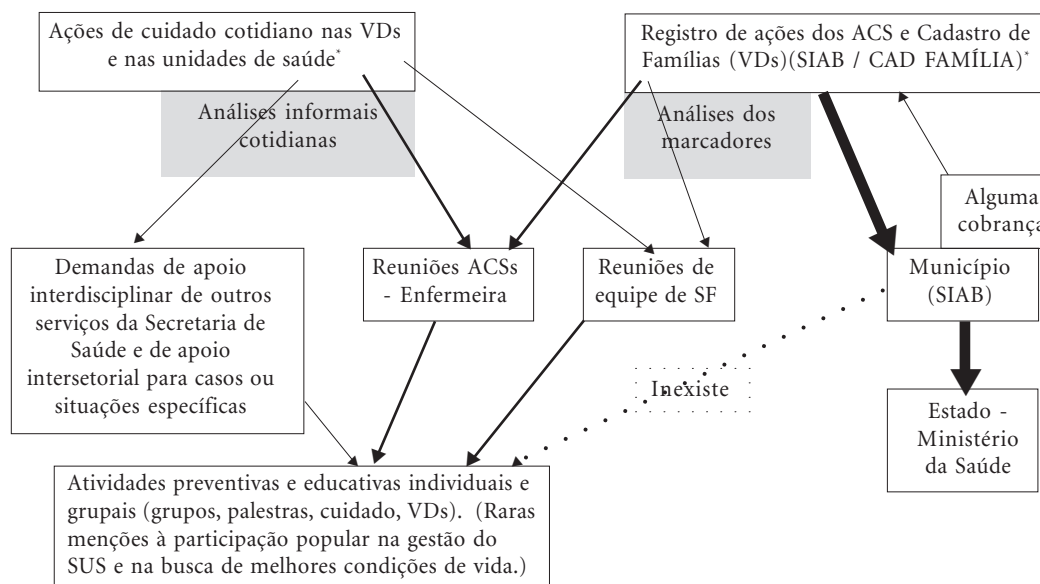 Ações de cuidado cotidiano nas VDs
e nas unidades de saúde*
Registro de ações dos ACS e Cadastro de
Famílias (VDs)(SIAB / CAD FAMÍLIA)*
Análises informais
cotidianas
Análises dos
marcadores
Alguma
cobrança
Demandas de apoio
interdisciplinar de outros
serviços da Secretaria de
Saúde e de apoio
intersetorial para casos ou
situações específicas
Reuniões ACSs
- Enfermeira
Reuniões de
equipe de SF
Município
(SIAB)
Inexiste
Estado -
Ministério
da Saúde
Atividades preventivas e educativas individuais e
grupais (grupos, palestras, cuidado, VDs). (Raras
menções à participação popular na gestão do
SUS e na busca de melhores condições de vida.)